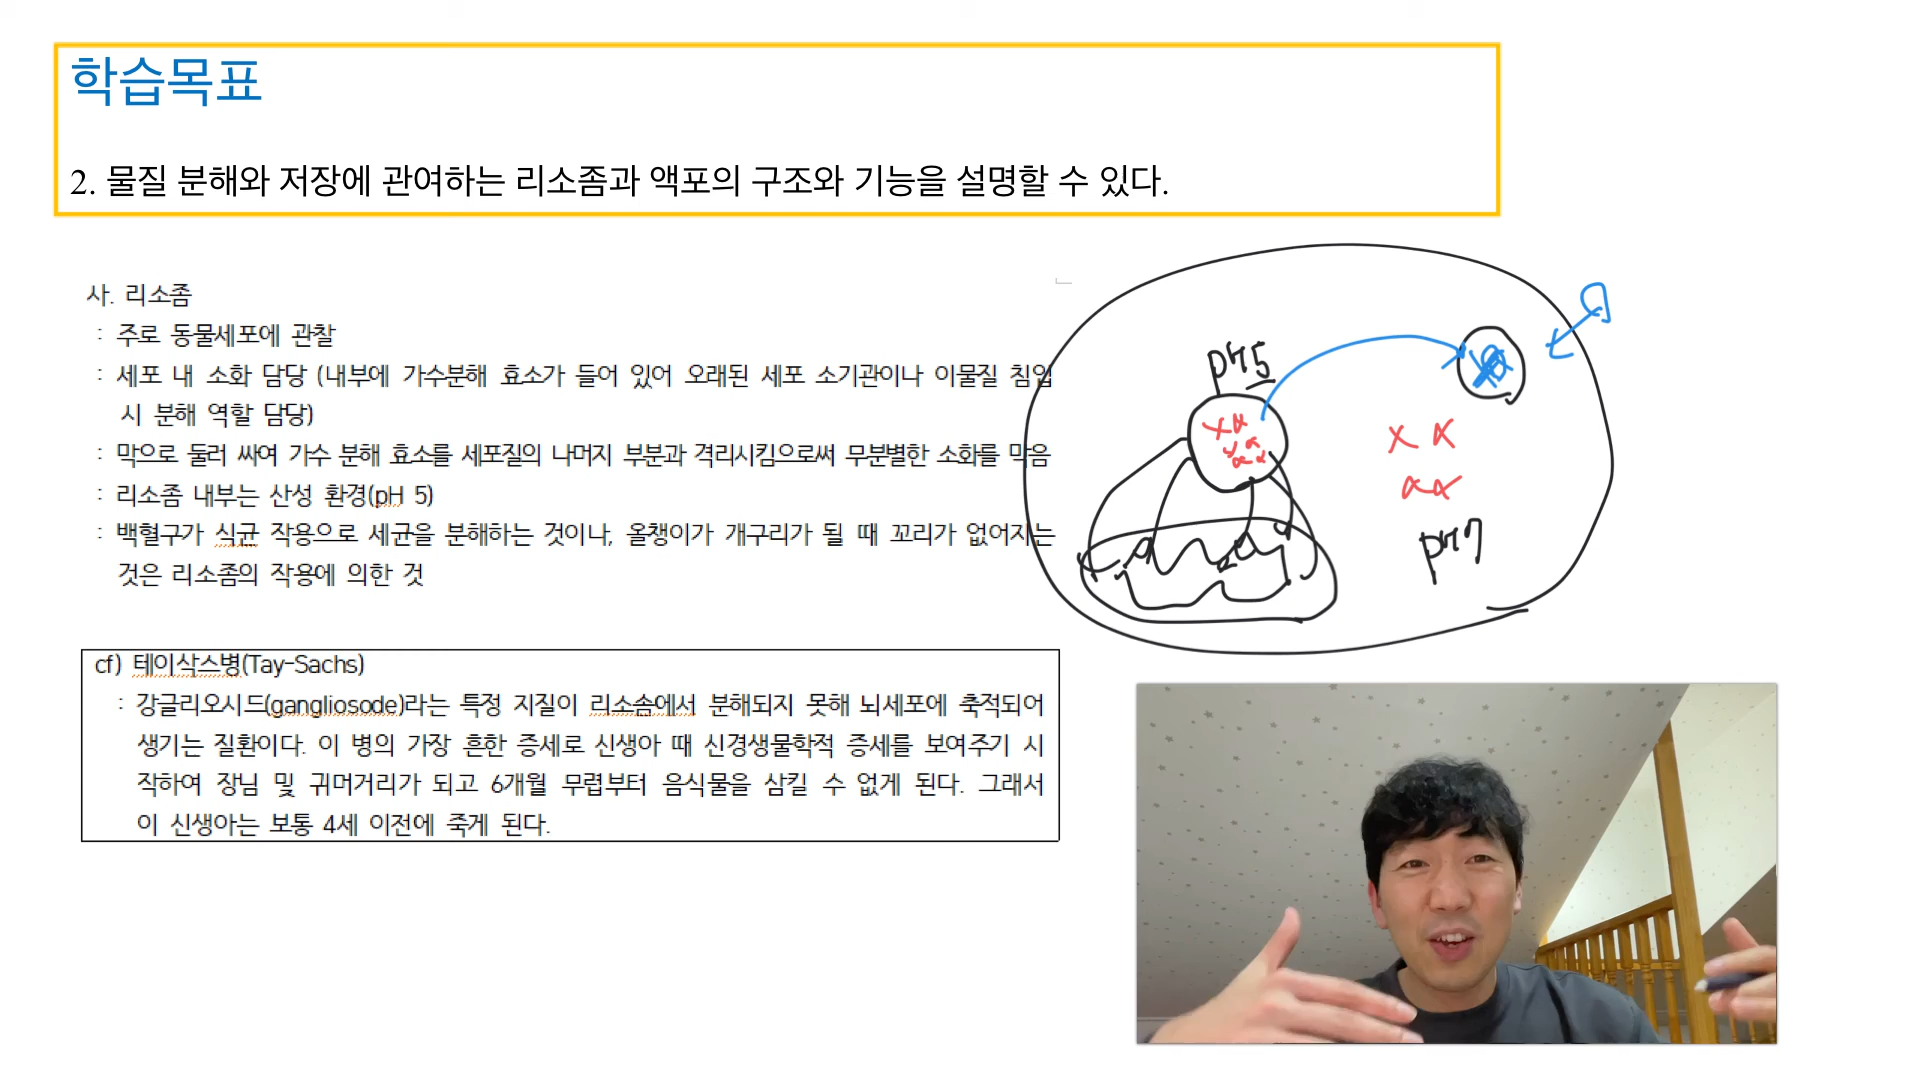 학습목표
2. 물질 분해와 저장에 관여하는 리소좀과 액포의 구조와 기능을 설명할 수 있다.
사. 리소좀
: 주로 동물세포에 관찰
: 세포 내 소화 담당 (내부에 가수분해 효소가 들어 있어 오래된 세포 소기관이나 이물질 침입
시 분해 역할 담당)
: 막으로 둘러 싸여 가수 분해 효소를 세포질의 나머지 부분과 격리시킴으로써 무분별한 소화를 막음
: 리소좀 내부는 산성 환경(pH 5)
: 백혈구가 식균 작용으로 세균을 분해하는 것이나, 올챙이가 개구리가 될 때 꼬리가 없어지는
것은 리소좀의 작용에 의한 것
cf) 테이삭스병(Tay-Sachs)
: 강글리오시드(gangliosode)라는 특정 지질이 리소솜에서 분해되지 못해 뇌세포에 축적되어
생기는 질환이다. 이 병의 가장 흔한 증세로 신생아 때 신경생물학적 증세를 보여주기 시
작하여 장님 및 귀머거리가 되고 6개월 무렵부터 음식물을 삼킬 수 없게 된다. 그래서
이 신생아는 보통 4세 이전에 죽게 된다.
pH5
pH7